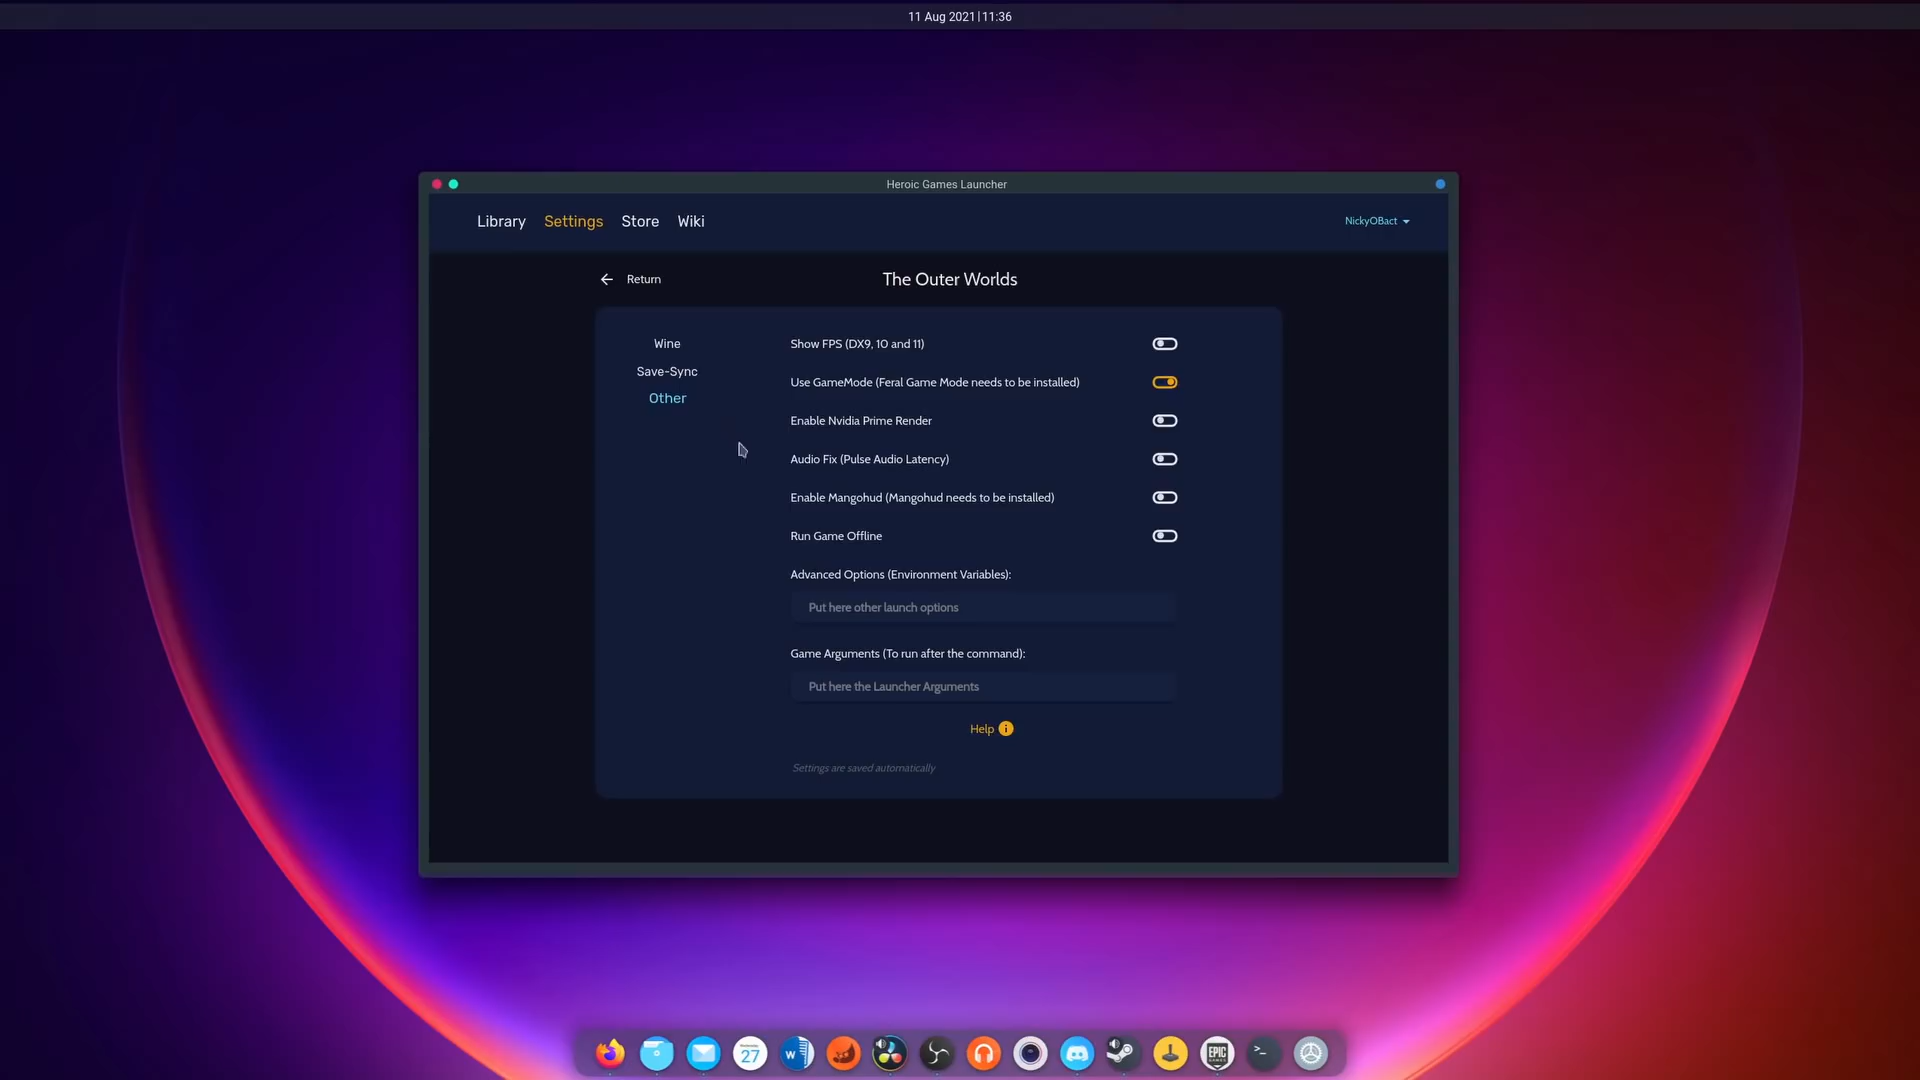 11 Aug 2021 | 11:36
Heroic Games Launcher
Library Settings Store Wiki
NickyOBact
Return
The Outer Worlds
Wine
Save-Sync
Other
Show FPS (DX9, 10 and 11)
Use GameMode (Feral Game Mode needs to be installed)
Enable Nvidia Prime Render
Audio Fix (Pulse Audio Latency)
Enable Mangohud (Mangohud needs to be installed)
Run Game Offline
Advanced Options (Environment Variables):
Put here other launch options
Game Arguments (To run after the command):
Put here the Launcher Arguments
Help i
Settings are saved automatically
27
W
EPIC
GAMES
>_